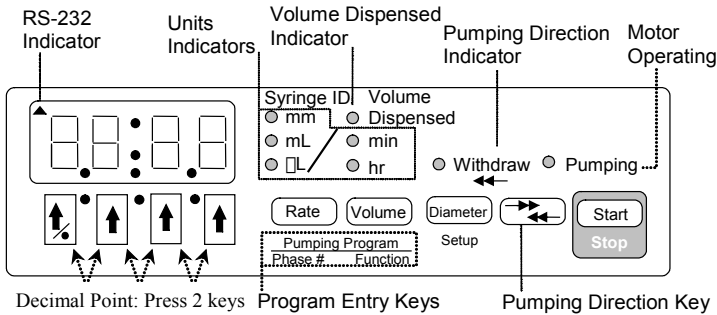 RS-232
Indicator
Units
Indicators
Volume Dispensed
Indicator
Pumping Direction
Indicator
Motor
Operating
Syringe ID
Volume
mm
Dispensed
mL
min
▯L
hr
Withdraw
Pumping
Rate
Volume
Diameter
Start
Setup
Stop
Pumping Program
Phase # Function
Decimal Point: Press 2 keys
Program Entry Keys
Pumping Direction Key